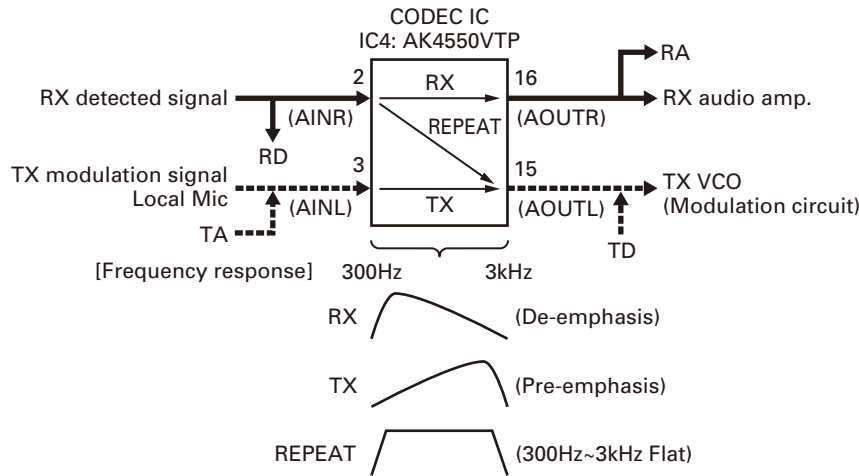 CODEC IC
IC4: AK4550VTP
RA
2
RX
16
RX detected signal
RX audio amp.
(AINR)
REPEAT
(AOUTR)
RD
3
15
TX modulation signal
Local Mic
TX VCO
(Modulation circuit)
(AINL)
TX
(AOUTL)
TA
TD
[Frequency response]
300Hz
3kHz
RX
(De-emphasis)
TX
(Pre-emphasis)
REPEAT
(300Hz~3kHz Flat)